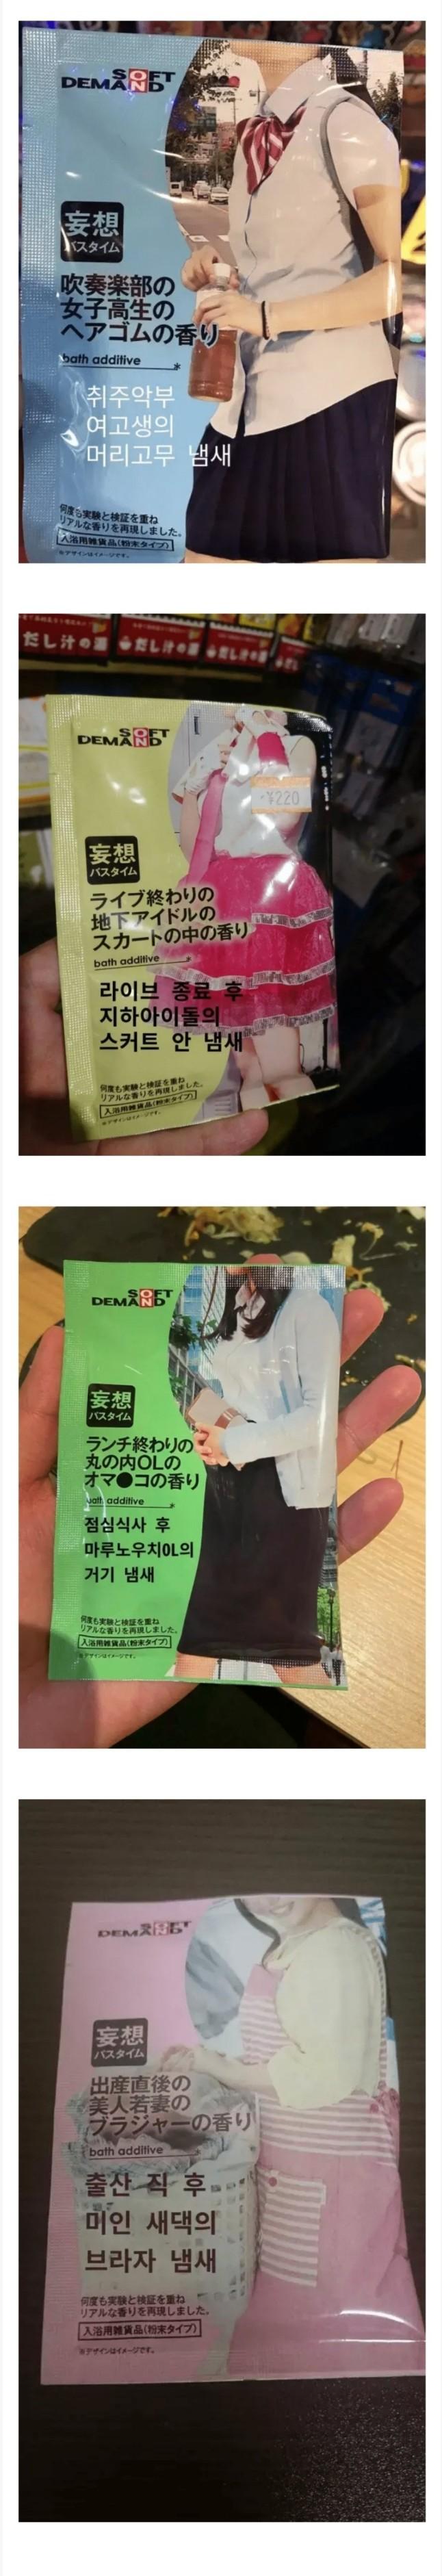 SOFT
DEMAND
妄想
バスタイム
吹奏楽部の
女子高生の
ヘアゴムの香り
bath additive
취주악부
여고생의
머리고무 냄새
何度も実験と検証を重ね
リアルな香りを再現しました。
入浴用雑貨品(粉末タイプ)
※デザインはイメージです。
だし汁の
だし汁の
だし汁の
SOFT
DEMAND
-¥220
妄想
バスタイム
ライブ終わりの
地下アイドルの
スカートの中の香り
bath additive
라이브 종료 후
지하아이돌의
스커트 안 냄새
何度も実験と検証を重ね
リアルな香りを再現しました。
入浴用雑貨品(粉末タイプ)
※デザインはイメージです。
SOFT
DEMAND
妄想
バスタイム
ランチ終わりの
丸の内OLの
オマ●コの香り
bath additive
점심식사 후
마루노우치OL의
거기 냄새
何度も実験と検証を重ね
リアルな香りを再現しました。
入浴用雑貨品(粉末タイプ)
※デザインはイメージです。
SOFT
DEMAND
妄想
バスタイム
出産直後の
美人若妻の
ブラジャーの香り
bath additive
출산 직 후
미인 새댁의
브라자 냄새
何度も実験と検証を重ね
リアルな香りを再現しました。
入浴用雑貨品(粉末タイプ)
※デザインはイメージです。